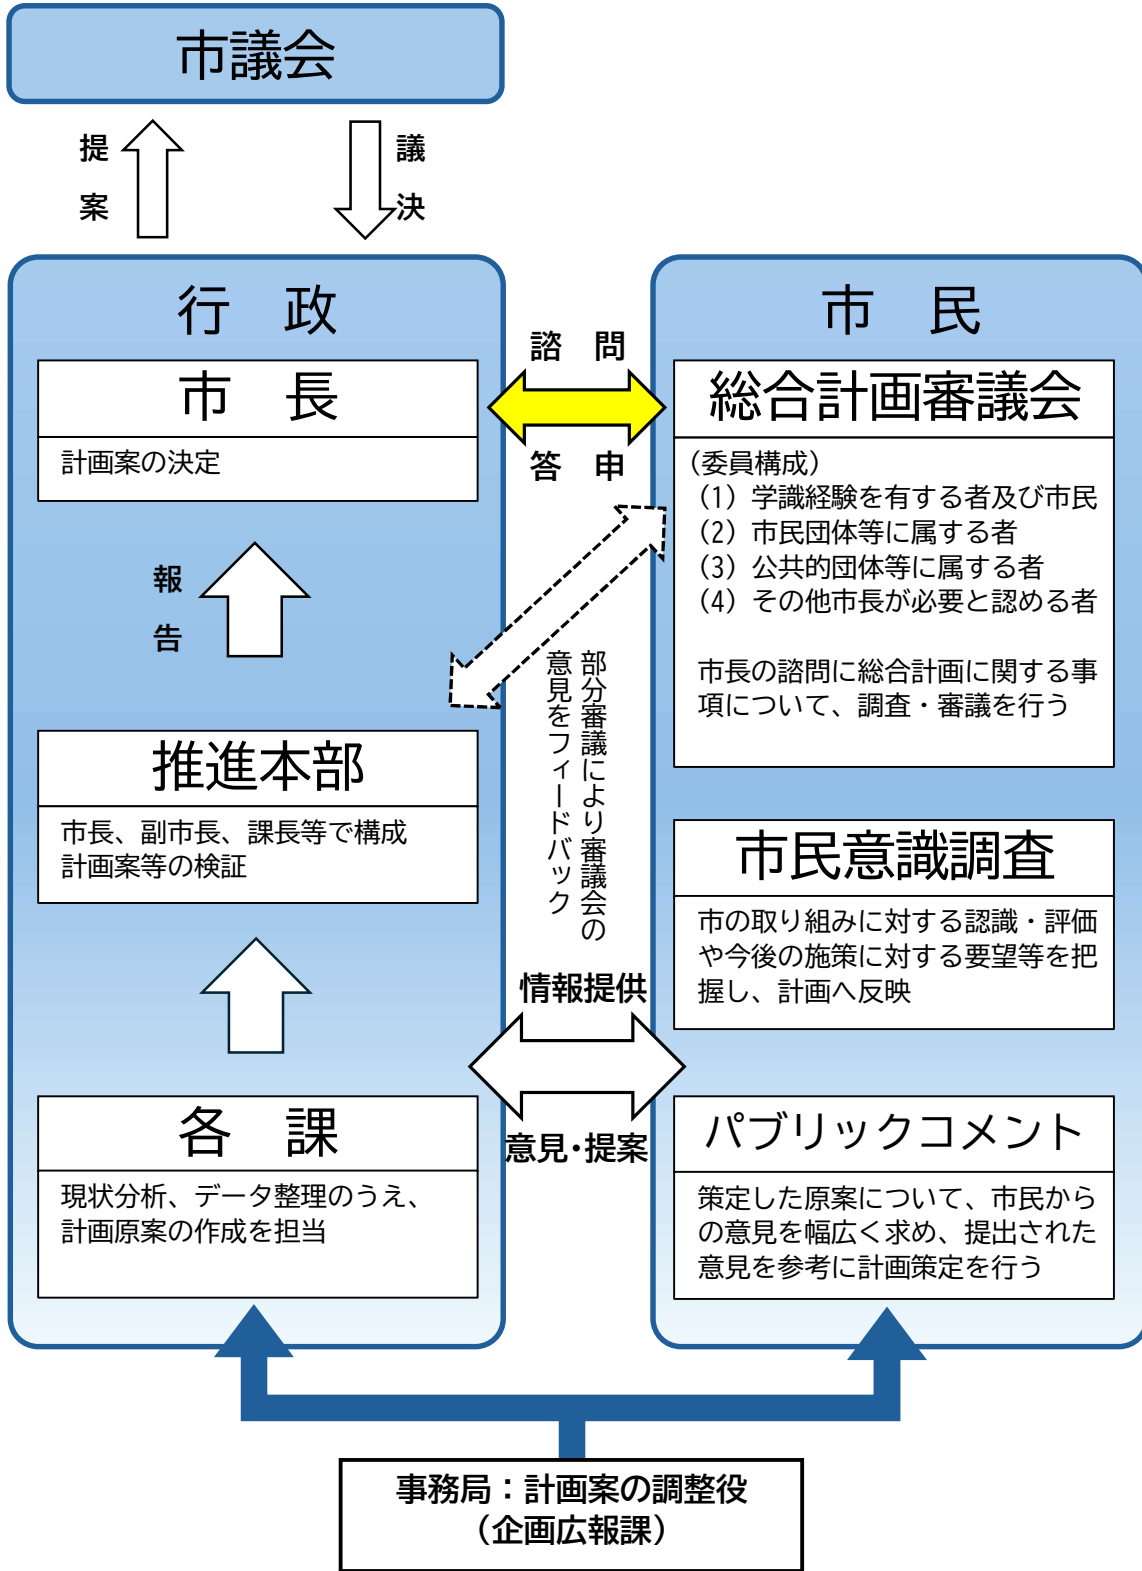 市議会
提案
議決
行　政
市　長
計画案の決定
報告
推進本部
市長、副市長、課長等で構成
計画案等の検証
各　課
現状分析、データ整理のうえ、
計画原案の作成を担当
諮　問
答　申
部分審議により審議会の
意見をフィードバック
情報提供
意見・提案
市　民
総合計画審議会
（委員構成）
（1）学識経験を有する者及び市民
（2）市民団体等に属する者
（3）公共的団体等に属する者
（4）その他市長が必要と認める者
市長の諮問に総合計画に関する事
項について、調査・審議を行う
市民意識調査
市の取り組みに対する認識・評価
や今後の施策に対する要望等を把
握し、計画へ反映
パブリックコメント
策定した原案について、市民から
の意見を幅広く求め、提出された
意見を参考に計画策定を行う
事務局：計画案の調整役
（企画広報課）